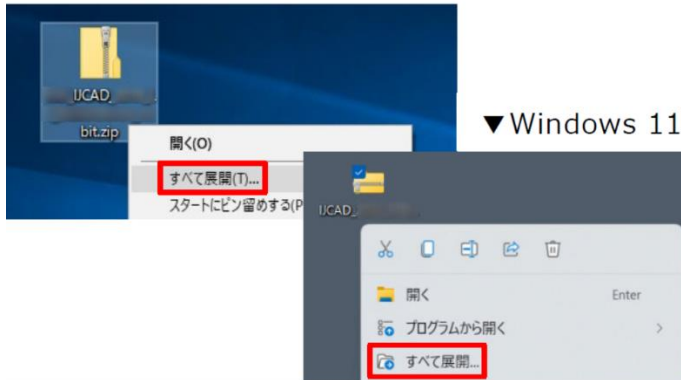 IJCAD_
bit.zip
開く(O)
すべて展開(T)...
スタートにピン留めする(P
▼Windows 11
IJCAD_
開く Enter
プログラムから開く >
すべて展開...